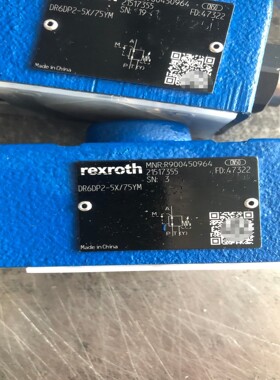 DR6DP2-5X/75YM
21517355
SN: 19
FD:47322
M
A
P T(Y)
Made in China
rexroth
MNR:R900450964
21517355
FD:47322
SN: 3
DR6DP2-5X/75YM
M
A
P T(Y)
Made in China